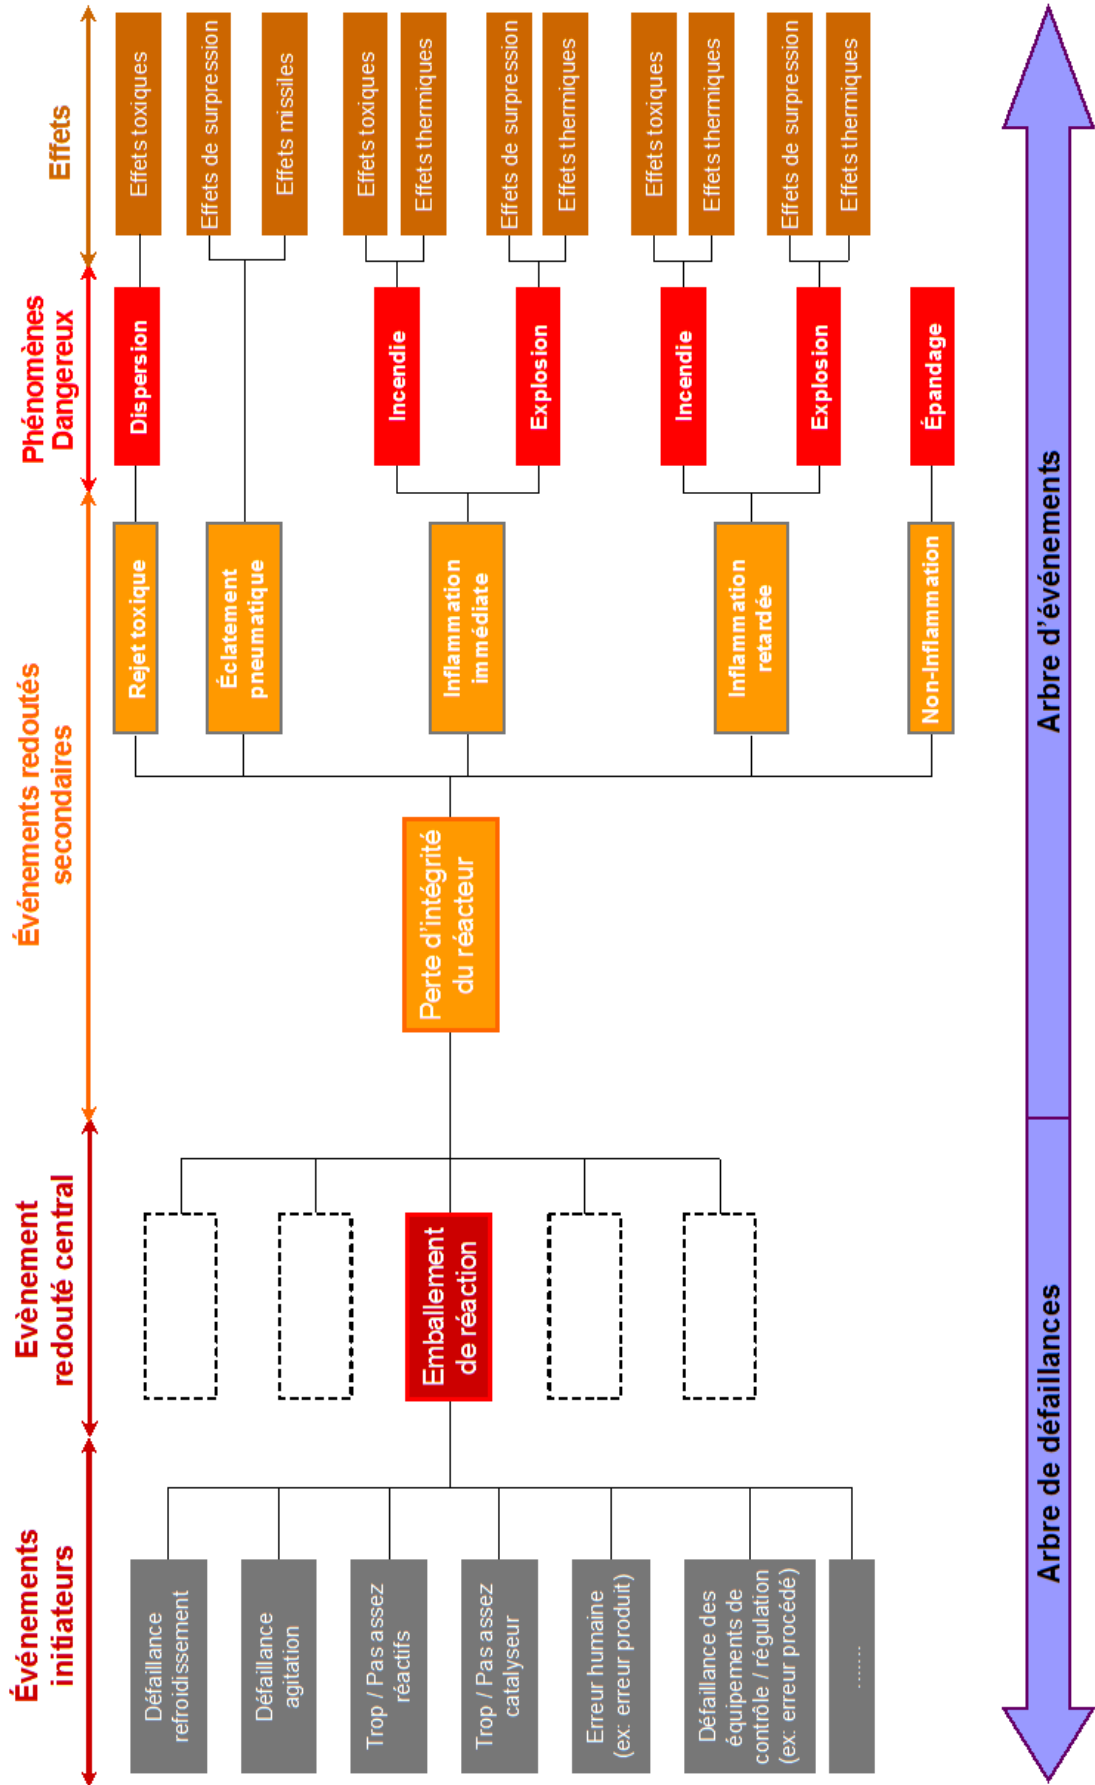 Événements
initiateurs
Evènement
redouté central
Événements redoutés
secondaires
Phénomènes
Dangereux
Effets
Défaillance
refroidissement
Défaillance
agitation
Trop / Pas assez
réactifs
Trop / Pas assez
catalyseur
Erreur humaine
(ex: erreur produit)
Défaillance des
équipements de
contrôle / régulation
(ex: erreur procédé)
.......
Emballement
de réaction
Perte d'intégrité
du réacteur
Rejet toxique
Éclatement
pneumatique
Inflammation
immédiate
Inflammation
retardée
Non-Inflammation
Dispersion
Incendie
Explosion
Incendie
Explosion
Épandage
Effets toxiques
Effets de surpression
Effets missiles
Effets toxiques
Effets thermiques
Effets de surpression
Effets thermiques
Effets toxiques
Effets thermiques
Effets de surpression
Effets thermiques
Arbre de défaillances
Arbre d'événements